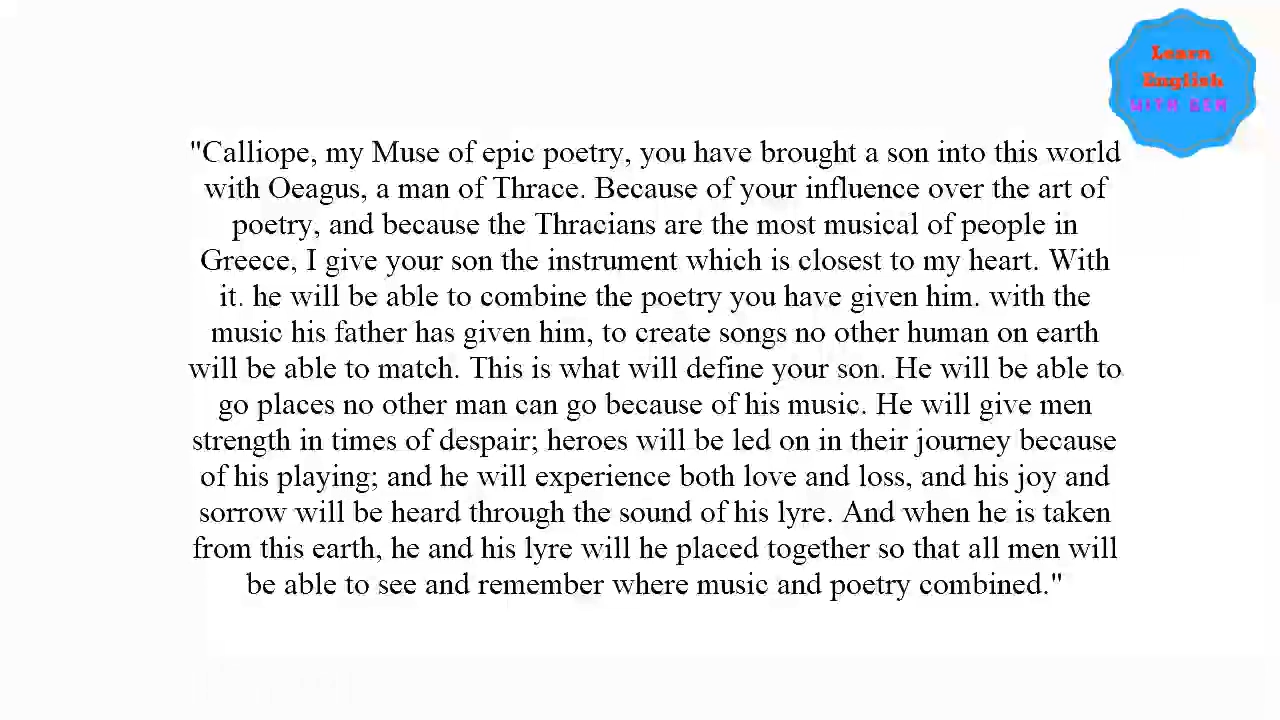 Learn
English
WITH BEN
"Calliope, my Muse of epic poetry, you have brought a son into this world
with Oeagus, a man of Thrace. Because of your influence over the art of
poetry, and because the Thracians are the most musical of people in
Greece, I give your son the instrument which is closest to my heart. With
it. he will be able to combine the poetry you have given him. with the
music his father has given him, to create songs no other human on earth
will be able to match. This is what will define your son. He will be able to
go places no other man can go because of his music. He will give men
strength in times of despair; heroes will be led on in their journey because
of his playing; and he will experience both love and loss, and his joy and
sorrow will be heard through the sound of his lyre. And when he is taken
from this earth, he and his lyre will he placed together so that all men will
be able to see and remember where music and poetry combined."